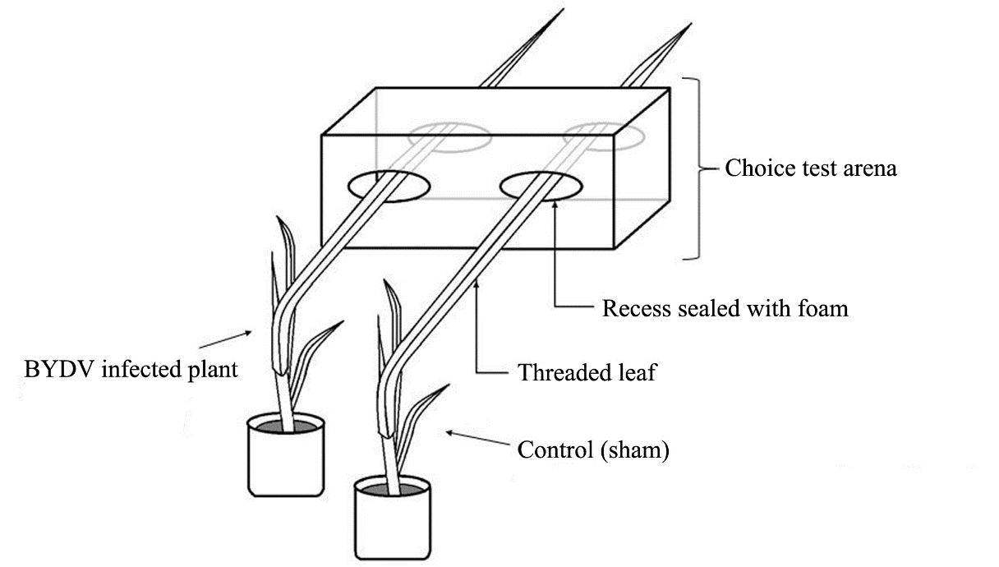 Choice test arena
Recess sealed with foam
BYDV infected plant
Threaded leaf
Control (sham)